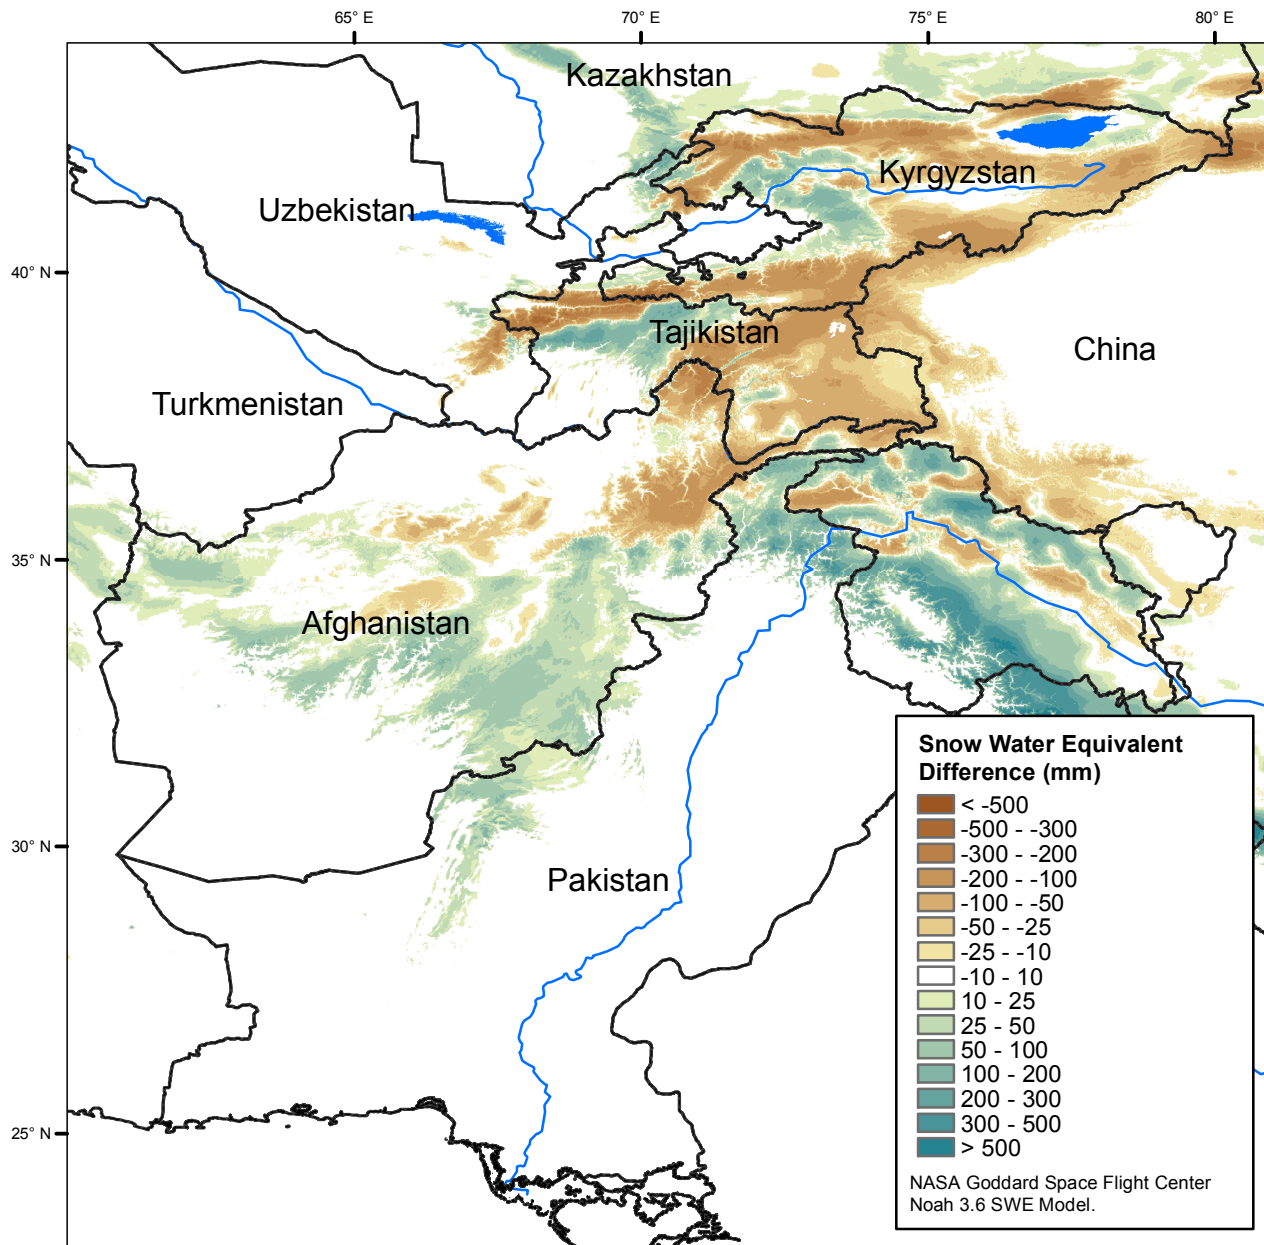 65° E
70° E
75° E
80° E
Kazakhstan
Kyrgyzstan
Uzbekistan
40° N
Tajikistan
China
Turkmenistan
35° N
Afghanistan
30° N
Pakistan
25° N
Snow Water Equivalent
Difference (mm)
< -500
-500 - -300
-300 - -200
-200 - -100
-100 - -50
-50 - -25
-25 - -10
-10 - 10
10 - 25
25 - 50
50 - 100
100 - 200
200 - 300
300 - 500
> 500
NASA Goddard Space Flight Center
Noah 3.6 SWE Model.